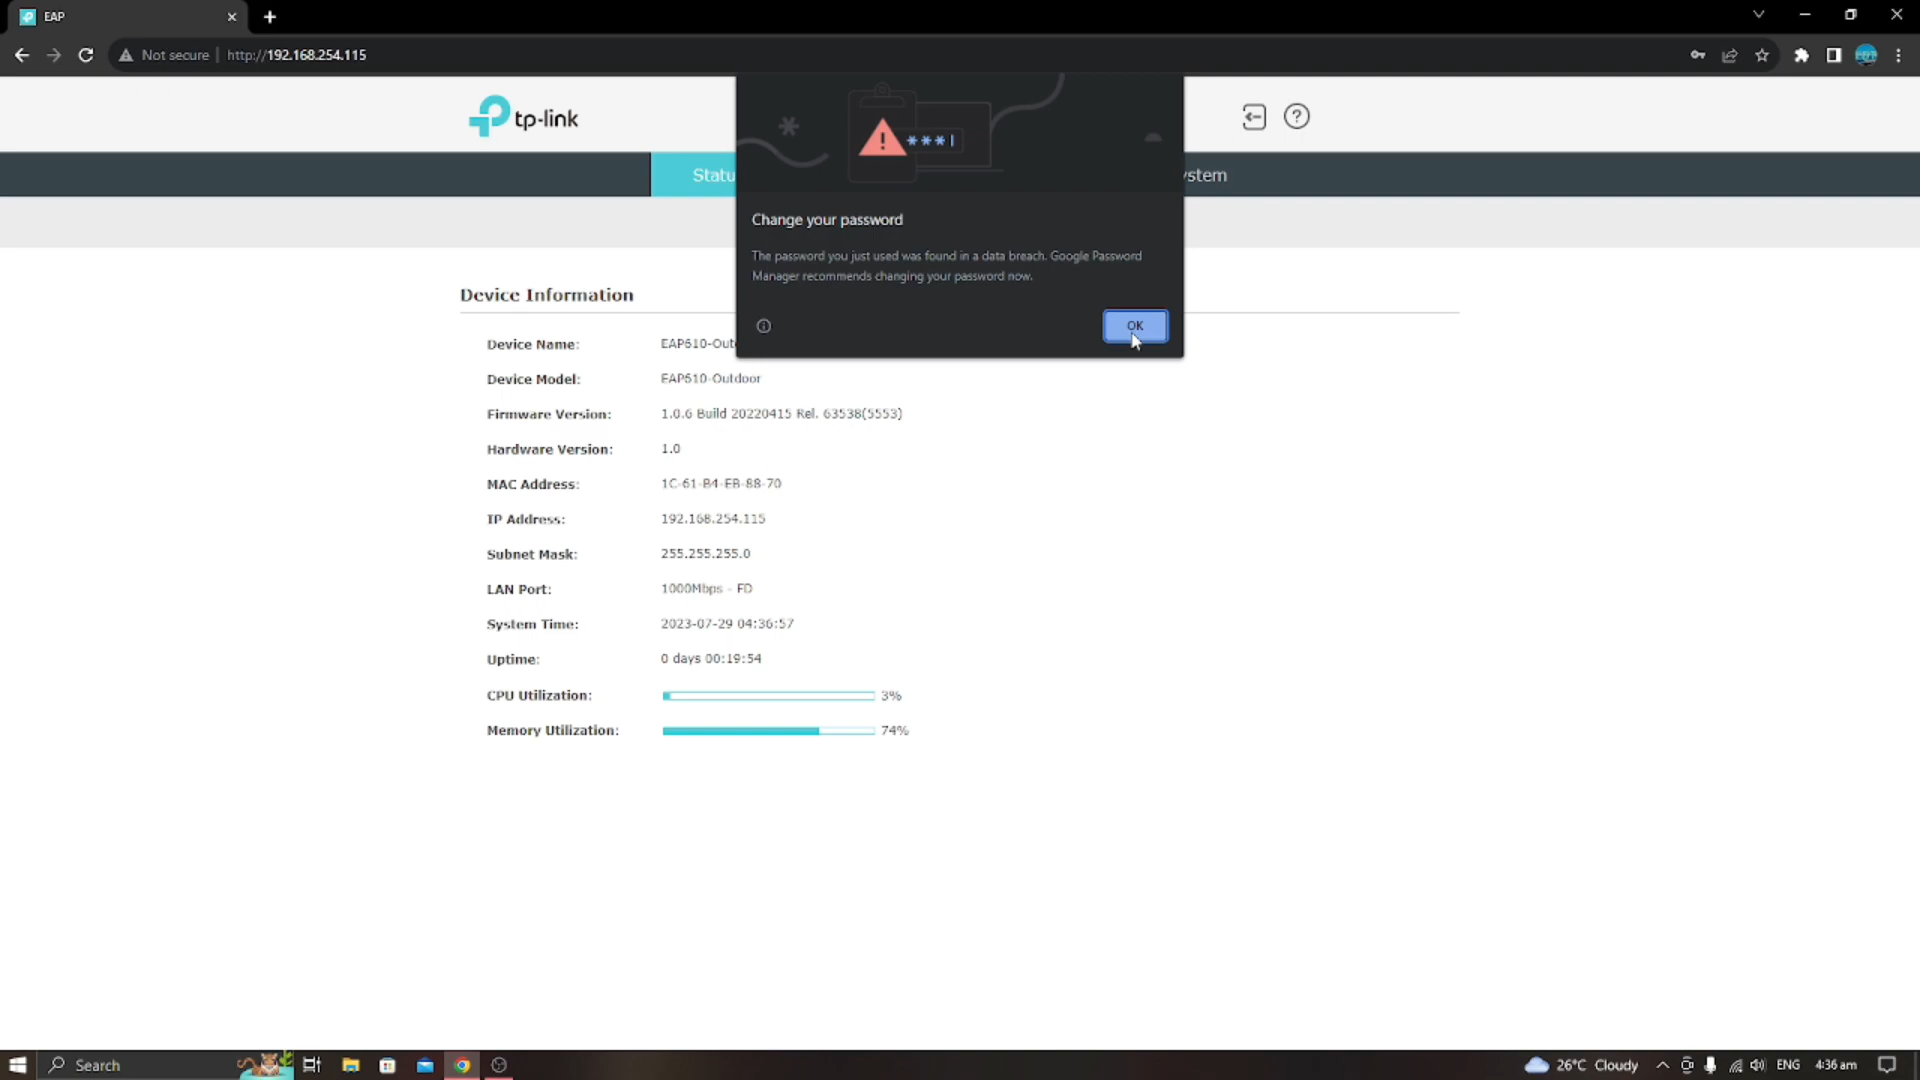 EAP
Not secure
http://192.168.254.115
tp-link
Statu
ystem
Change your password
The password you just used was found in a data breach. Google Password
Manager recommends changing your password now.
OK
Device Information
Device Name: EAP610-Out
Device Model: EAP610-Outdoor
Firmware Version: 1.0.6 Build 20220415 Rel. 63538(5553)
Hardware Version: 1.0
MAC Address: 1C-61-B4-EB-88-70
IP Address: 192.168.254.115
Subnet Mask: 255.255.255.0
LAN Port: 1000Mbps - FD
System Time: 2023-07-29 04:36:57
Uptime: 0 days 00:19:54
CPU Utilization: 3%
Memory Utilization: 74%
Search
26°C Cloudy
ENG
4:36 am